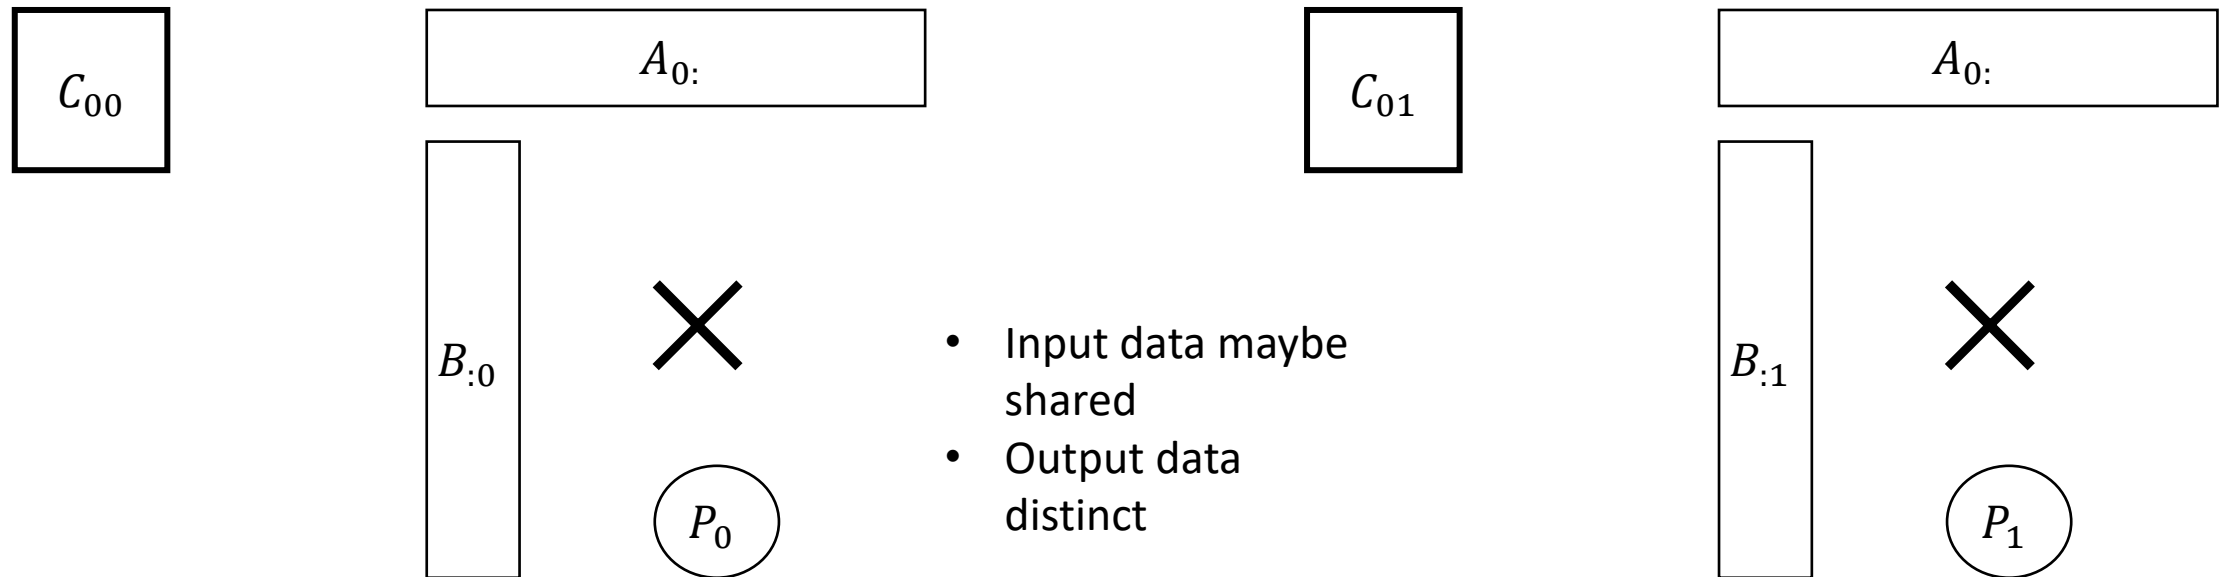 C₀₀
A₀:
B:₀
P₀
• Input data maybe
shared
• Output data
distinct
C₀₁
A₀:
B:₁
P₁